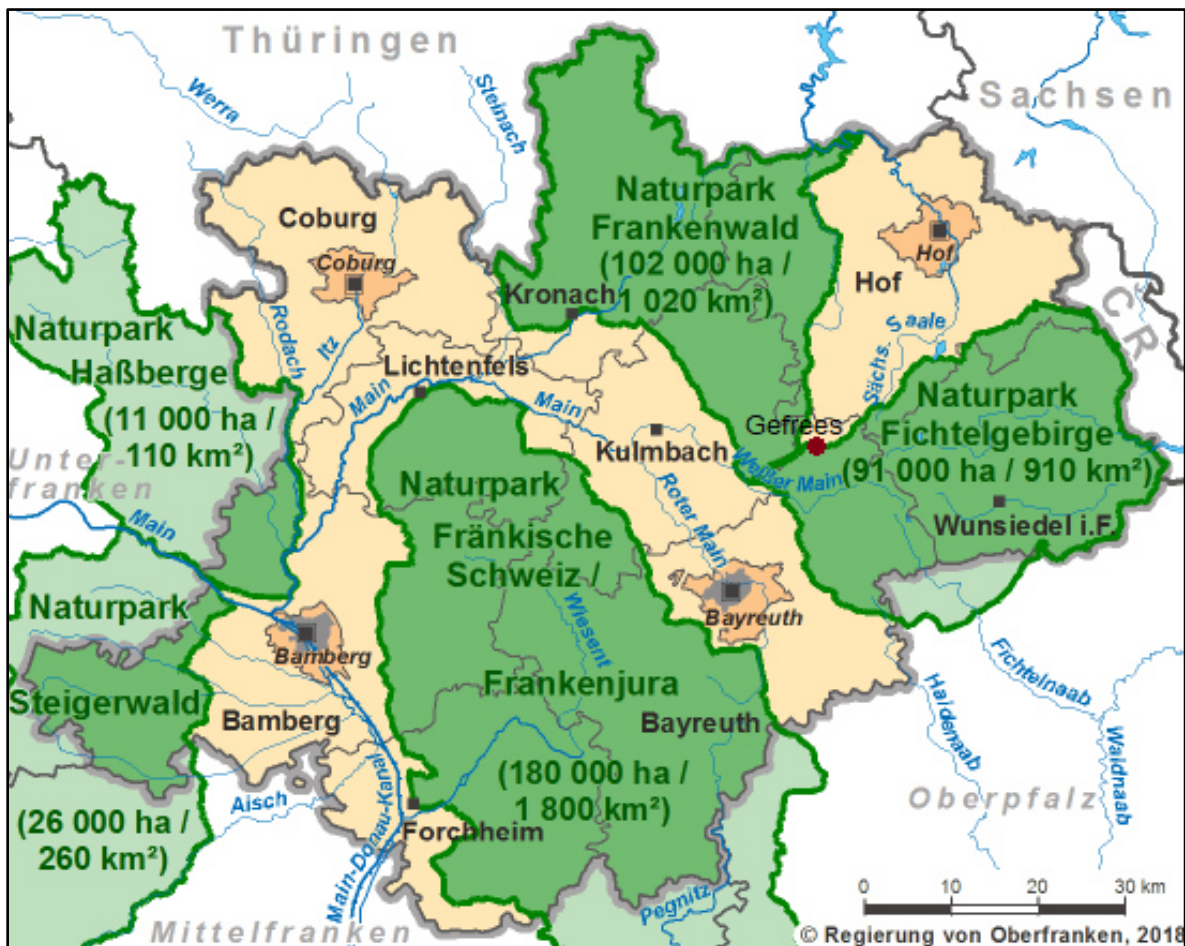 Thüringen
Sachsen
Werra
Steinach
Naturpark
Frankenwald
(102 000 ha /
1 020 km²)
Coburg
Coburg
Hof
Hof
Kronach
CR
Naturpark
Haßberge
(11 000 ha /
110 km²)
Rodach
Itz
Lichtenfels
Main
Main
Sächs. Saale
Naturpark
Fichtelgebirge
(91 000 ha / 910 km²)
Gefrees
Kulmbach
Weißer Main
Unter-
franken
Main
Naturpark
Fränkische
Schweiz /
Frankenjura
(180 000 ha /
1 800 km²)
Roter Main
Wunsiedel i.F.
Naturpark
Steigerwald
(26 000 ha /
260 km²)
Bamberg
Bamberg
Wiesent
Bayreuth
Bayreuth
Fichtelnaab
Haidenaab
Waldnaab
Aisch
Main-Donau-Kanal
Forchheim
Oberpfalz
Pegnitz
Mittelfranken
0 10 20 30 km
© Regierung von Oberfranken, 2018